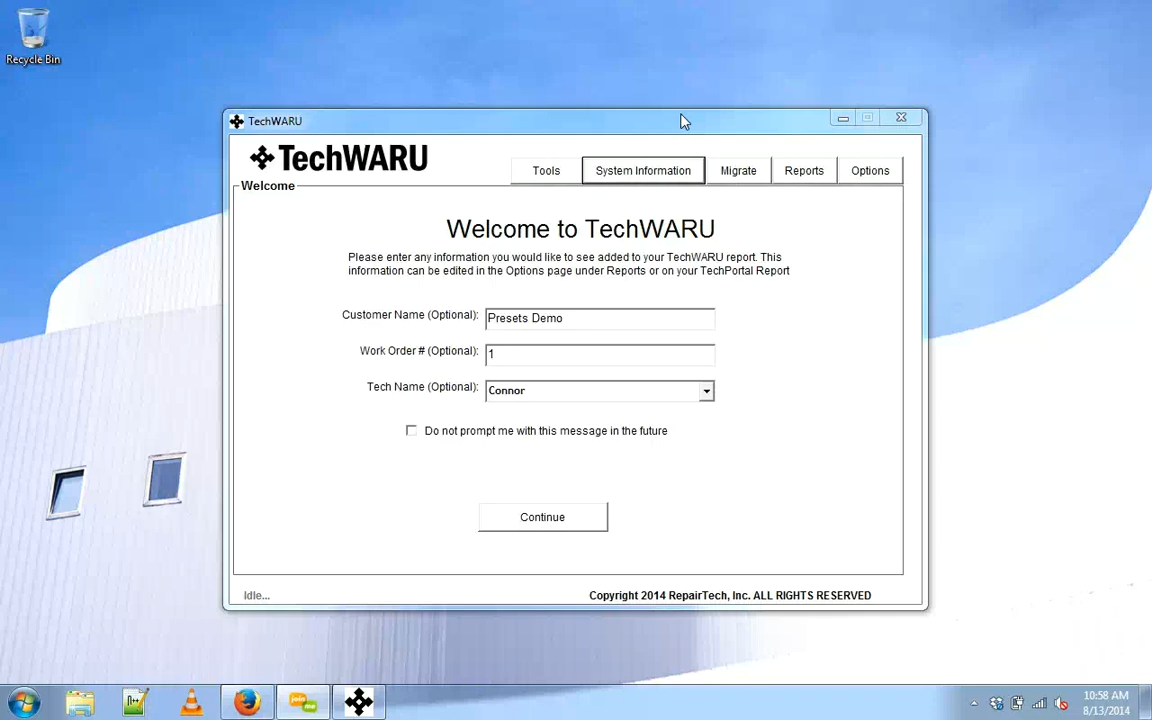 Recycle Bin
TechWARU
TechWARU
Tools
System Information
Migrate
Reports
Options
Welcome
Welcome to TechWARU
Please enter any information you would like to see added to your TechWARU report. This
information can be edited in the Options page under Reports or on your TechPortal Report
Customer Name (Optional):
Presets Demo
Work Order # (Optional):
1
Tech Name (Optional):
Connor
Do not prompt me with this message in the future
Continue
Idle...
Copyright 2014 RepairTech, Inc. ALL RIGHTS RESERVED
join
me
10:58 AM
8/13/2014